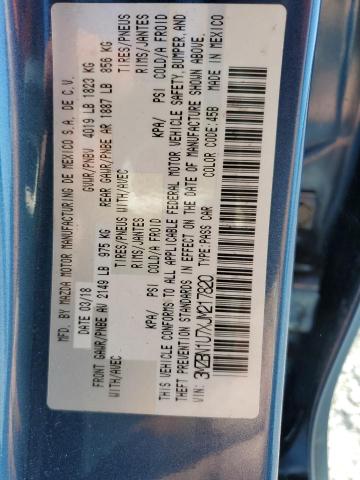 MFD. BY MAZDA MOTOR MANUFACTURING DE MEXICO S.A. DE C.V.
DATE 03/18 GVWR/PNBV 4019 LB 1823 KG
FRONT GAWR/PNBE AV 2149 LB 975 KG REAR GAWR/PNBE AR 1887 LB 856 KG
WITH/AVEC TIRES/PNEUS WITH/AVEC TIRES/PNEUS
RIMS/JANTES RIMS/JANTES
KPA/ PSI COLD/A FROID KPA/ PSI COLD/A FROID
THIS VEHICLE CONFORMS TO ALL APPLICABLE FEDERAL MOTOR VEHICLE SAFETY, BUMPER, AND
THEFT PREVENTION STANDARDS IN EFFECT ON THE DATE OF MANUFACTURE SHOWN ABOVE.
VIN: 3MZBN1U7XJM217820 TYPE:PASS CAR COLOR CODE:45B MADE IN MEXICO